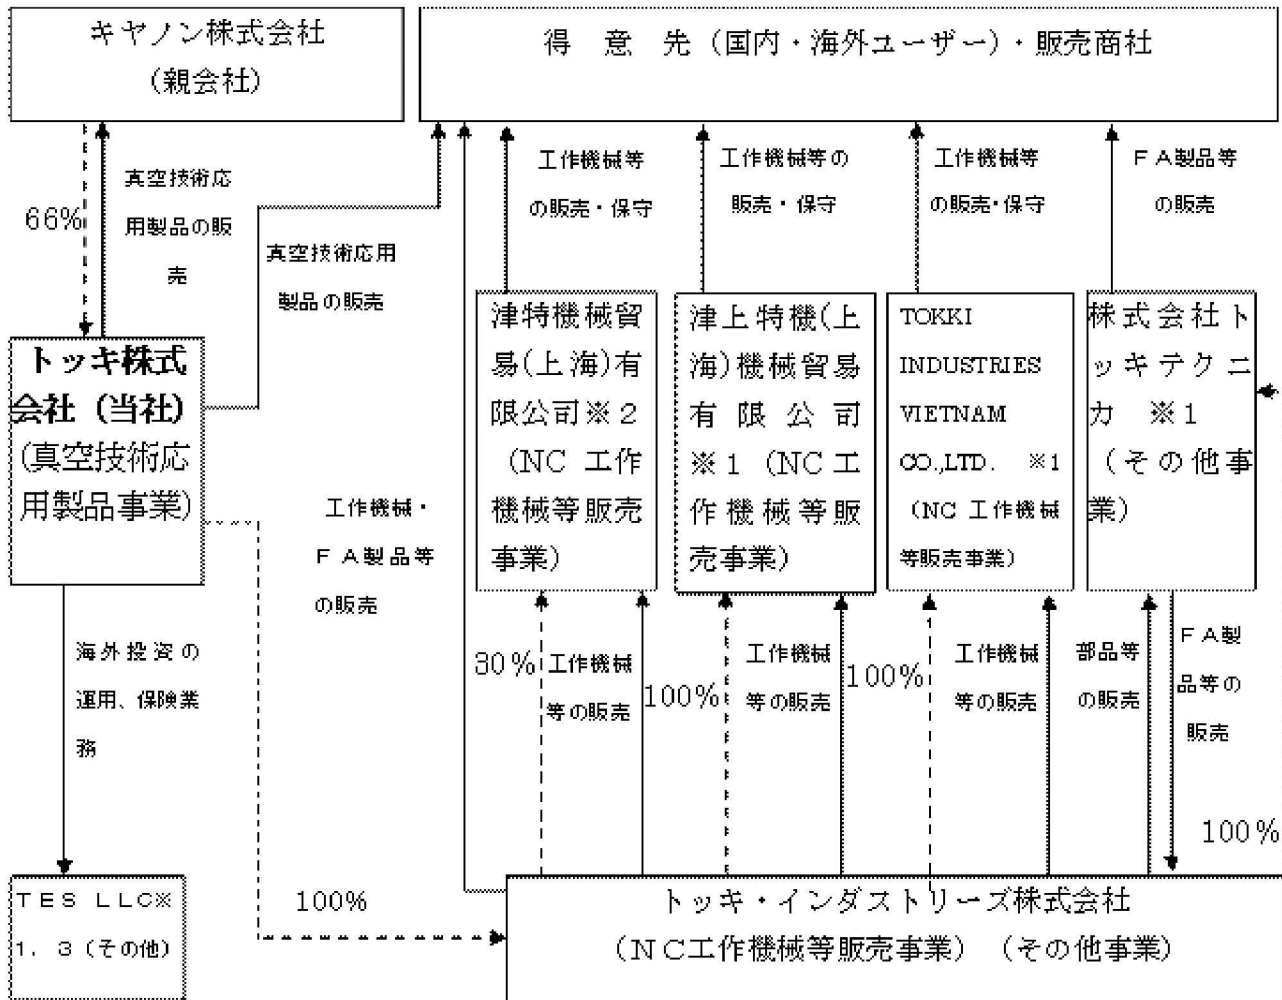 キヤノン株式会社
(親会社)
得 意 先 (国内・海外ユーザー)・販売商社
66%
真空技術応
用製品の販
売
真空技術応用
製品の販売
工作機械等
の販売・保守
工作機械等の
販売・保守
工作機械等
の販売・保守
ＦＡ製品等
の販売
トッキ株式
会社 (当社)
(真空技術応
用製品事業)
津特機械貿
易(上海)有
限公司※２
(NC 工作
機械等販売
事業)
津上特機(上
海)機械貿易
有限公司
※1 (NC 工
作機械等販
売事業)
TOKKI
INDUSTRIES
VIETNAM
CO.,LTD. ※1
(NC 工作機械
等販売事業)
株式会社ト
ッキテクニ
カ ※1
(その他事
業)
工作機械・
ＦＡ製品等
の販売
海外投資の
運用、保険業
務
30%
工作機械
等の販売
100%
工作機械
等の販売
100%
工作機械
等の販売
部品等
の販売
ＦＡ製
品等の
販売
100%
ＴＥＳ ＬＬＣ※
１．３ (その他)
100%
トッキ・インダストリーズ株式会社
(ＮＣ工作機械等販売事業) (その他事業)